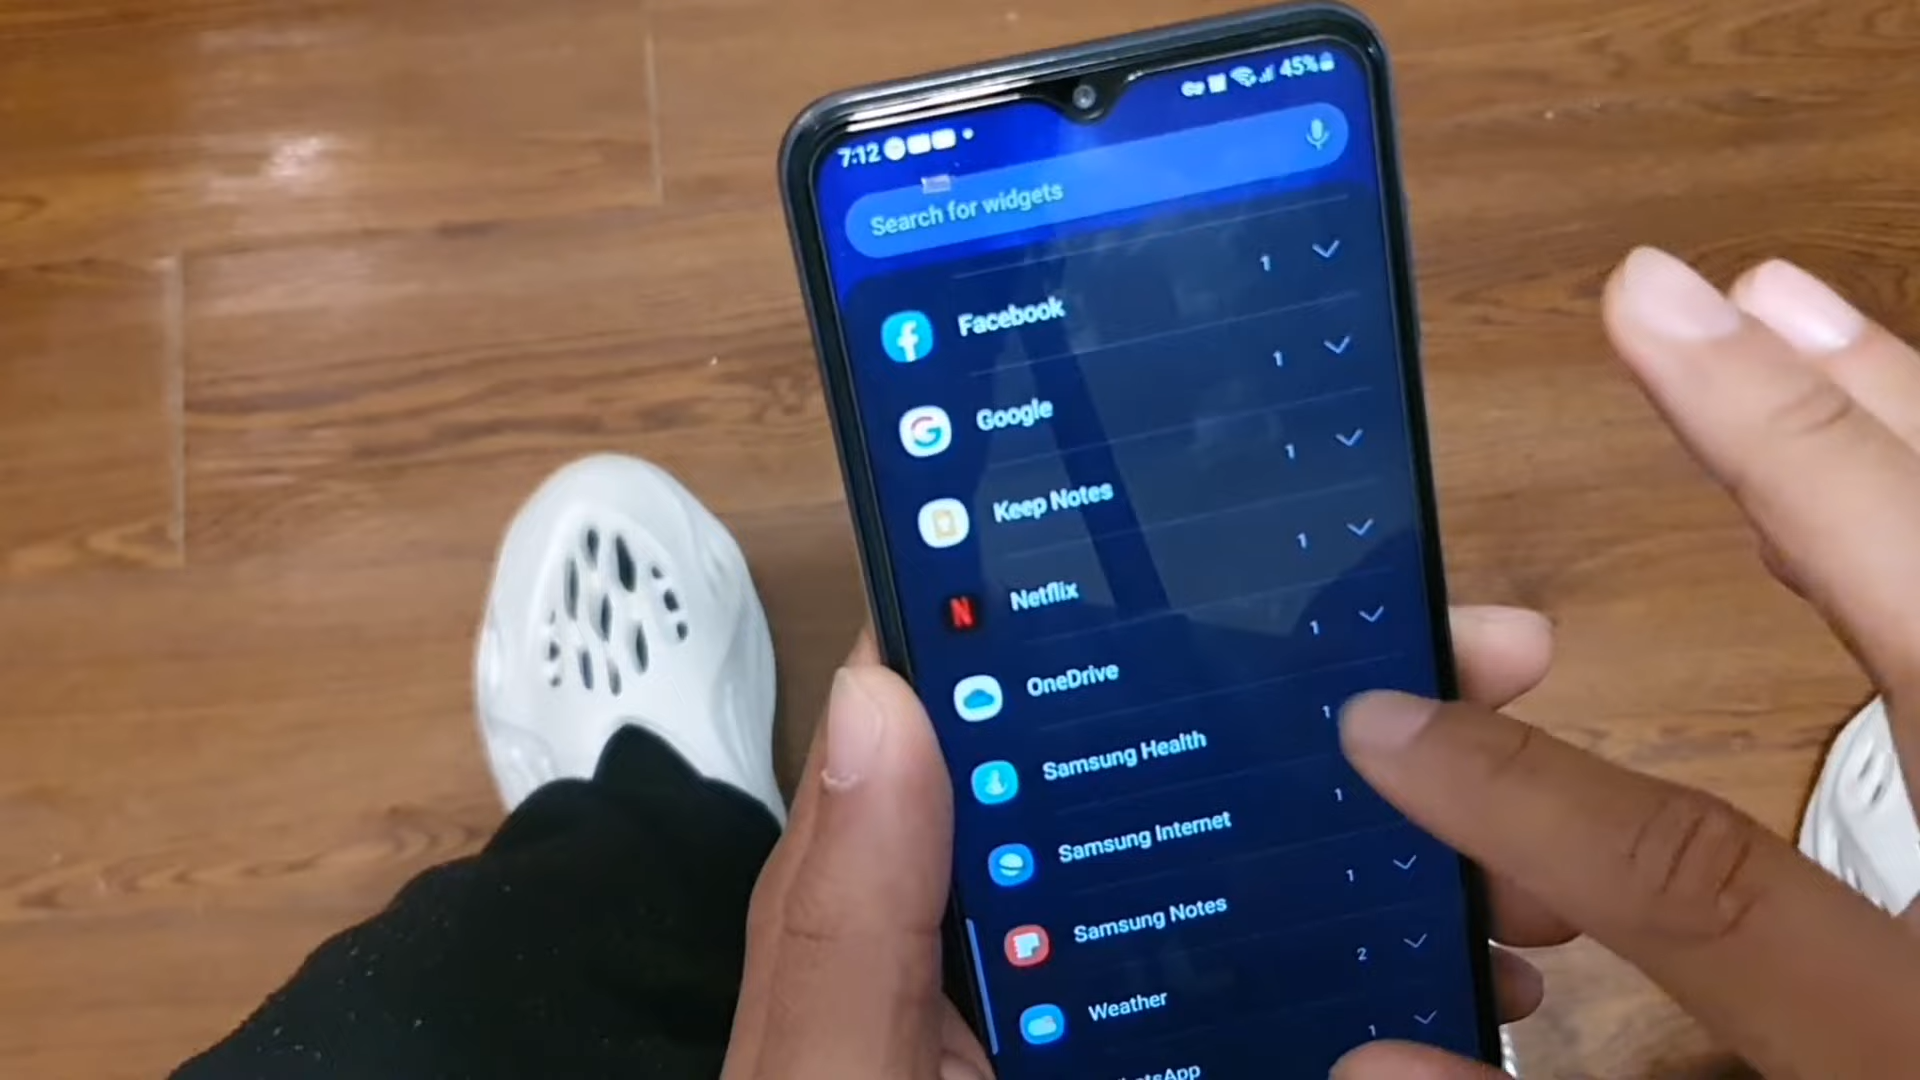 7:12 45%
Search for widgets
1
Facebook
1
Google
1
Keep Notes
1
Netflix
1
OneDrive
1
Samsung Health
1
Samsung Internet
1
Samsung Notes
2
Weather
1
tsApp